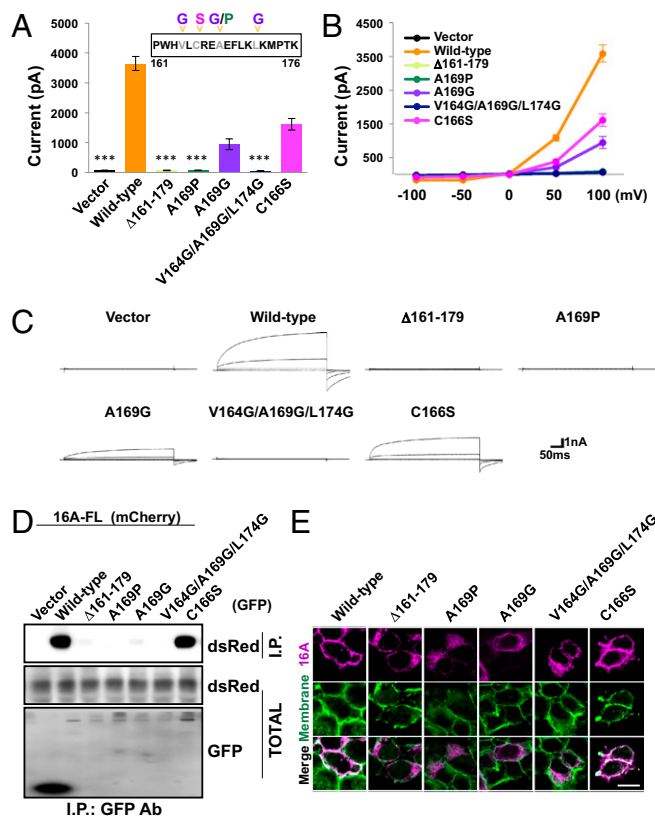 A
G S G/P G
PWHVLCREAEFLKLKMPTK
161 176
Current (pA)
5000
4000
3000
2000
1000
0
*** *** *** ***
Vector
Wild-type
Δ161-179
A169P
A169G
V164G/A169G/L174G
C166S
B
Vector
Wild-type
Δ161-179
A169P
A169G
V164G/A169G/L174G
C166S
Current (pA)
4500
3500
2500
1500
500
-100 -50 0 50 100 (mV)
C
Vector Wild-type Δ161-179 A169P
A169G V164G/A169G/L174G C166S
1nA
50ms
D
16A-FL (mCherry)
Vector
Wild-type
Δ161-179
A169P
A169G
V164G/A169G/L174G
C166S
(GFP)
dsRed
I.P.
dsRed
GFP
TOTAL
I.P.: GFP Ab
E
Wild-type
Δ161-179
A169P
A169G
V164G/A169G/L174G
C166S
16A
Membrane
Merge